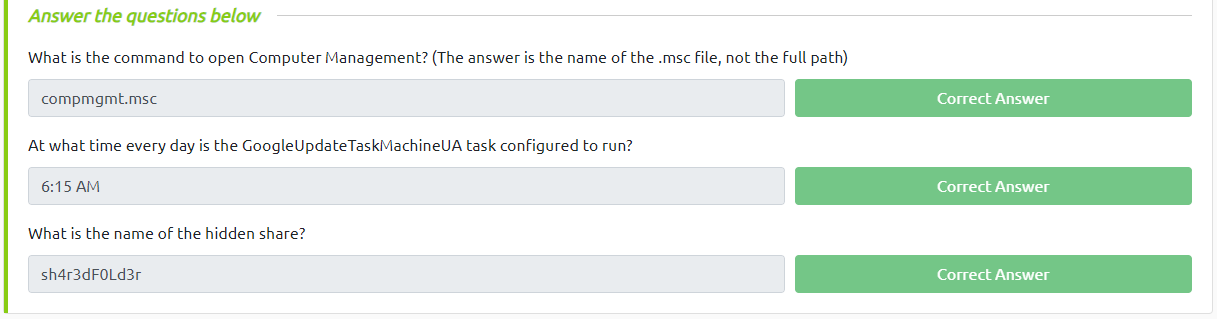 Answer the questions below
What is the command to open Computer Management? (The answer is the name of the .msc file, not the full path)
compmgmt.msc
Correct Answer
At what time every day is the GoogleUpdateTaskMachineUA task configured to run?
6:15 AM
Correct Answer
What is the name of the hidden share?
sh4r3dF0Ld3r
Correct Answer